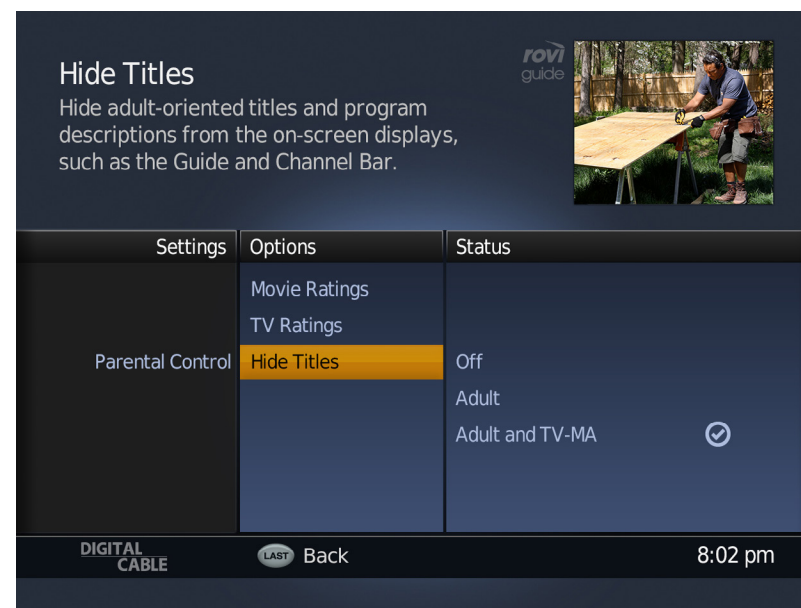 Hide Titles
Hide adult-oriented titles and program
descriptions from the on-screen displays,
such as the Guide and Channel Bar.
rovi
guide
Settings Options Status
Movie Ratings
TV Ratings
Parental Control Hide Titles Off
Adult
Adult and TV-MA
DIGITAL
CABLE
LAST Back
8:02 pm